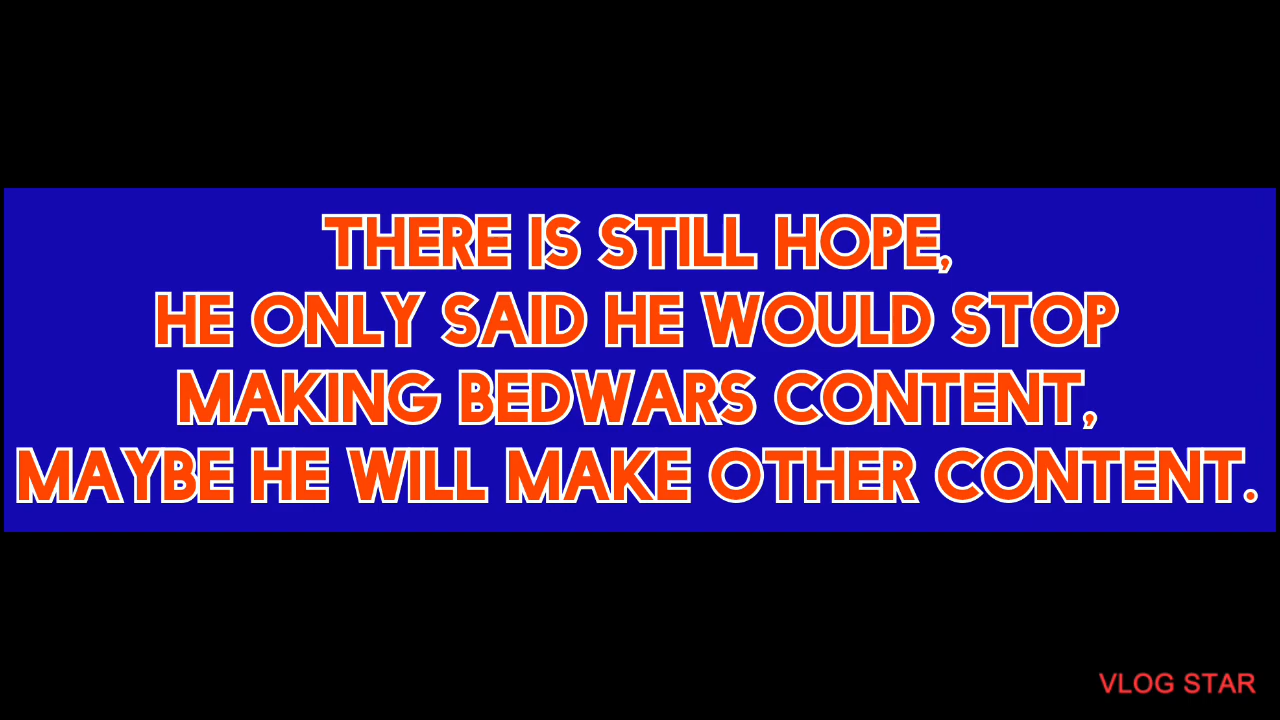 THERE IS STILL HOPE,
HE ONLY SAID HE WOULD STOP
MAKING BEDWARS CONTENT,
MAYBE HE WILL MAKE OTHER CONTENT.
VLOG STAR